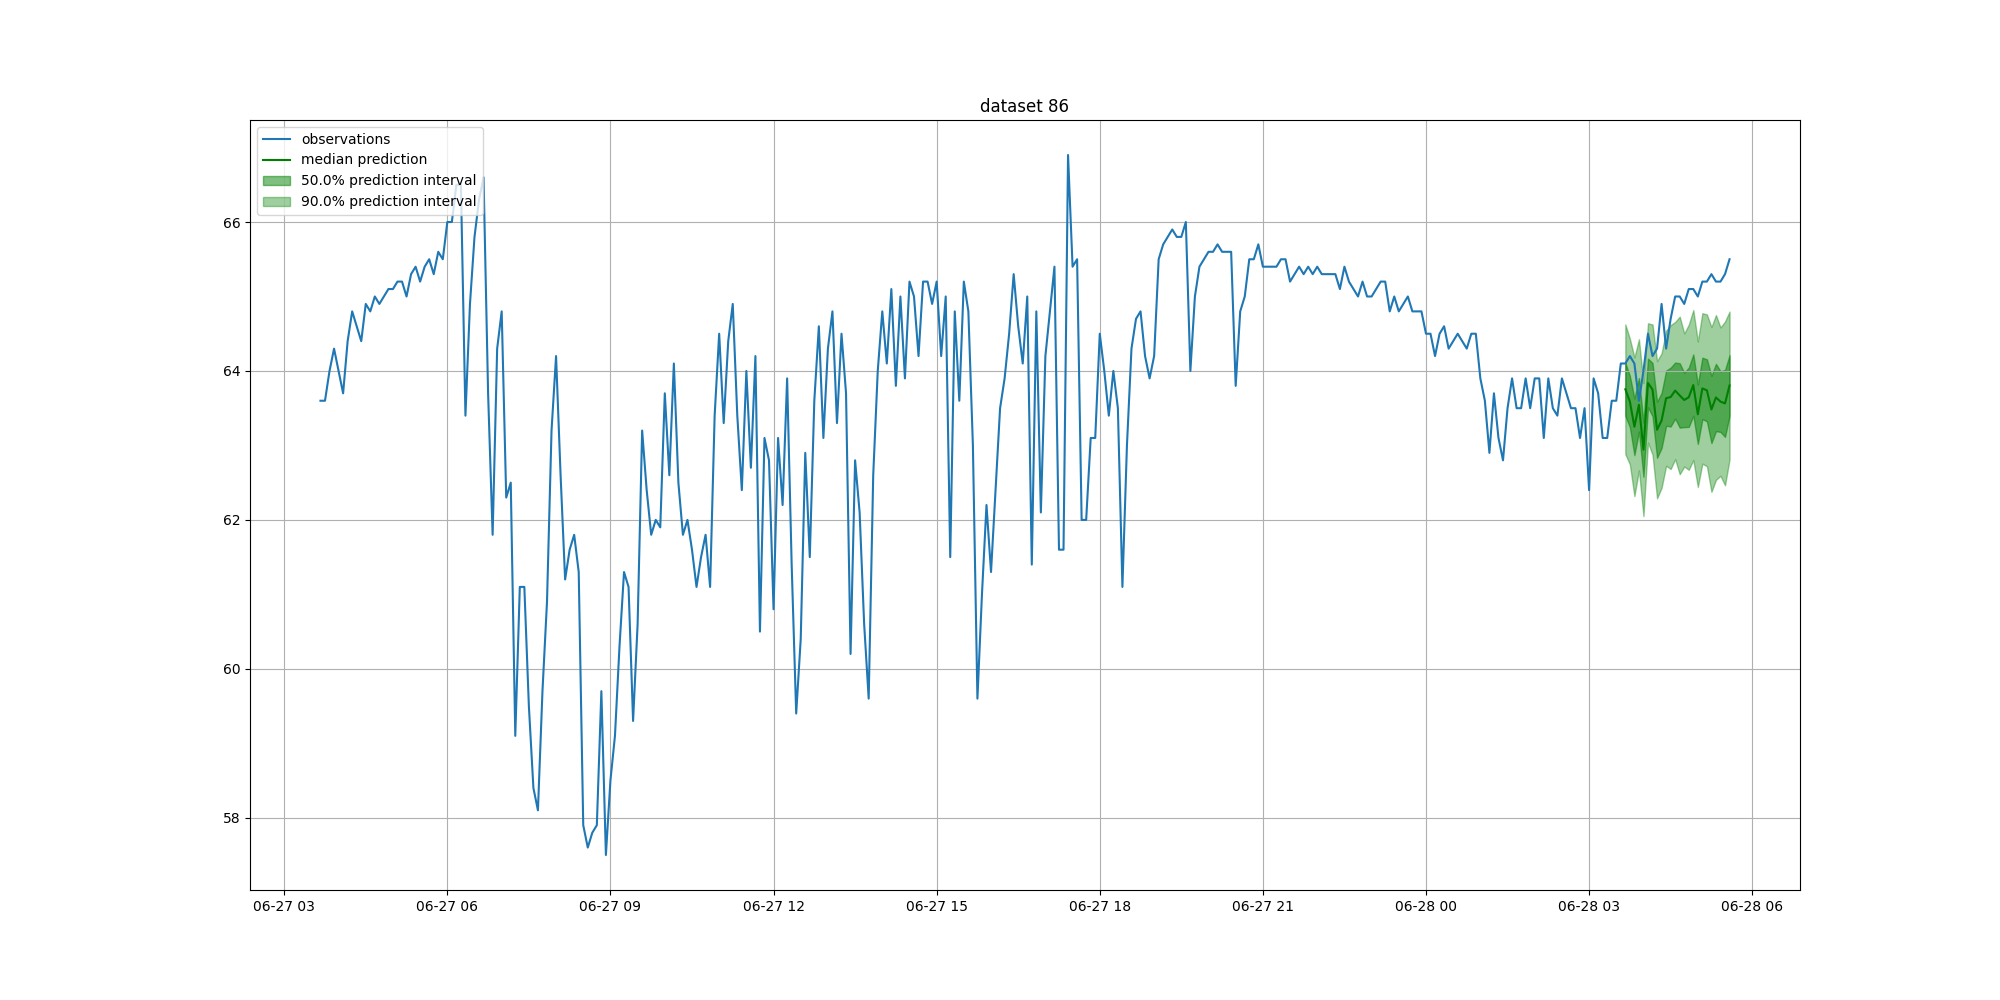 dataset 86
observations
median prediction
50.0% prediction interval
90.0% prediction interval
66
64
62
60
58
06-27 03 06-27 06 06-27 09 06-27 12 06-27 15 06-27 18 06-27 21 06-28 00 06-28 03 06-28 06